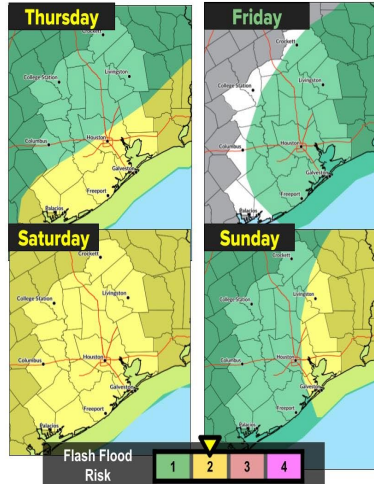 Thursday
Crockett
College Station
Livingston
Columbus
Houston
Galveston
Freeport
Palacios
Friday
Crockett
College Station
Livingston
Columbus
Houston
Galveston
Freeport
Palacios
Saturday
Crockett
College Station
Livingston
Columbus
Houston
Galveston
Freeport
Palacios
Sunday
Crockett
College Station
Livingston
Columbus
Houston
Galveston
Freeport
Palacios
Flash Flood
Risk
1 2 3 4